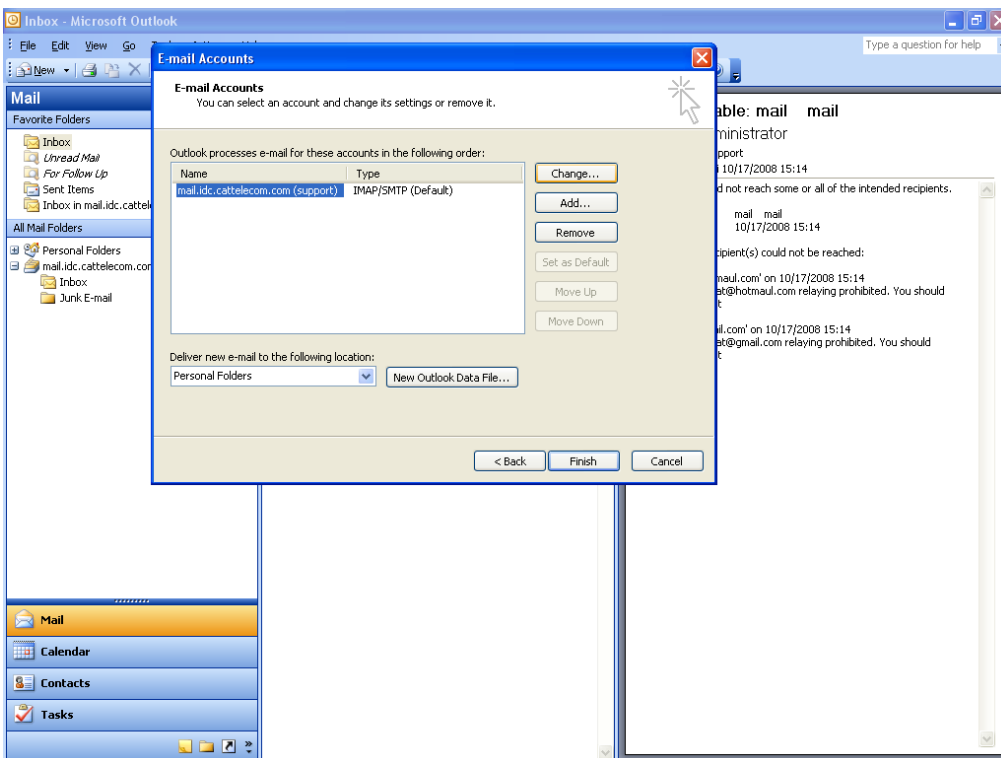 Inbox - Microsoft Outlook
File Edit View Go
Type a question for help
New
Mail
Favorite Folders
Inbox
Unread Mail
For Follow Up
Sent Items
Inbox in mail.idc.cattele
All Mail Folders
Personal Folders
mail.idc.cattelecom.com
Inbox
Junk E-mail
Mail
Calendar
Contacts
Tasks
E-mail Accounts
E-mail Accounts
You can select an account and change its settings or remove it.
Outlook processes e-mail for these accounts in the following order:
Name Type
mail.idc.cattelecom.com (support) IMAP/SMTP (Default)
Change...
Add...
Remove
Set as Default
Move Up
Move Down
Deliver new e-mail to the following location:
Personal Folders
New Outlook Data File...
< Back Finish Cancel
able: mail mail
ministrator
pport
10/17/2008 15:14
d not reach some or all of the intended recipients.
mail mail
10/17/2008 15:14
cipient(s) could not be reached:
maul.com' on 10/17/2008 15:14
at@hotmaul.com relaying prohibited. You should
t
il.com' on 10/17/2008 15:14
at@gmail.com relaying prohibited. You should
t